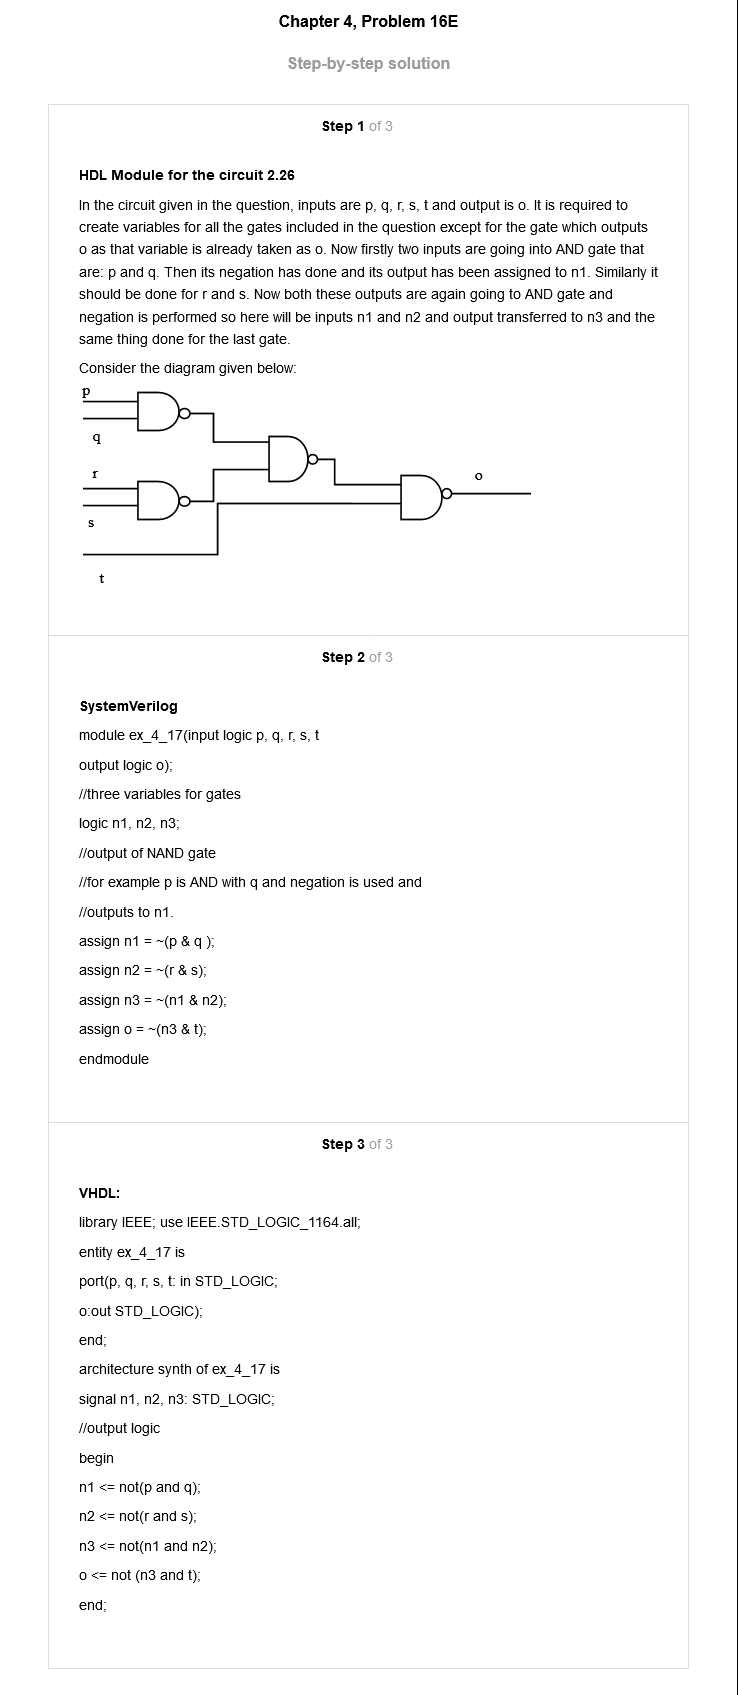 Chapter 4, Problem 16E
Step-by-step solution
Step 1 of 3
HDL Module for the circuit 2.26
In the circuit given in the question, inputs are p, q, r, s, t and output is o. It is required to
create variables for all the gates included in the question except for the gate which outputs
o as that variable is already taken as o. Now firstly two inputs are going into AND gate that
are: p and q. Then its negation has done and its output has been assigned to n1. Similarly it
should be done for r and s. Now both these outputs are again going to AND gate and
negation is performed so here will be inputs n1 and n2 and output transferred to n3 and the
same thing done for the last gate.
Consider the diagram given below:
p
q
r
o
s
t
Step 2 of 3
SystemVerilog
module ex_4_17(input logic p, q, r, s, t
output logic o);
//three variables for gates
logic n1, n2, n3;
//output of NAND gate
//for example p is AND with q and negation is used and
//outputs to n1.
assign n1 = ~(p & q );
assign n2 = ~(r & s);
assign n3 = ~(n1 & n2);
assign o = ~(n3 & t);
endmodule
Step 3 of 3
VHDL:
library IEEE; use IEEE.STD_LOGIC_1164.all;
entity ex_4_17 is
port(p, q, r, s, t: in STD_LOGIC;
o:out STD_LOGIC);
end;
architecture synth of ex_4_17 is
signal n1, n2, n3: STD_LOGIC;
//output logic
begin
n1 <= not(p and q);
n2 <= not(r and s);
n3 <= not(n1 and n2);
o <= not (n3 and t);
end;